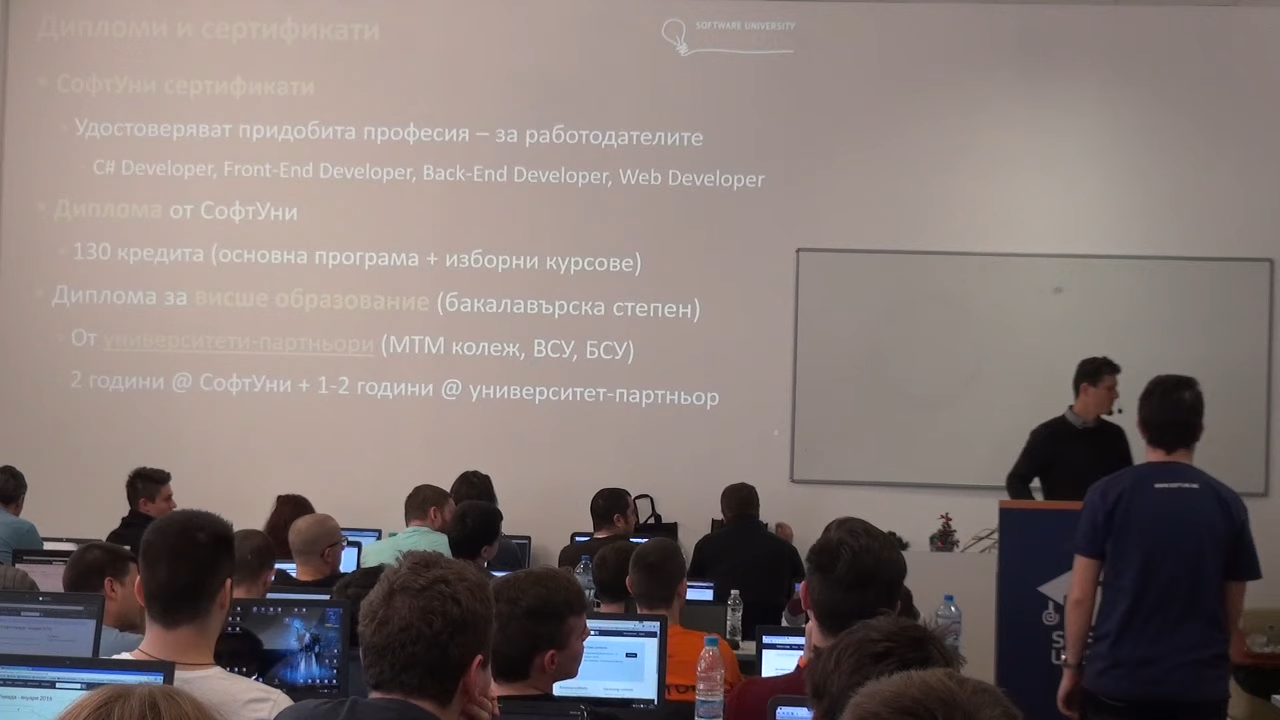 Дипломи и сертификати
SOFTWARE UNIVERSITY
СофтУни сертификати
Удостоверяват придобита професия – за работодателите
C# Developer, Front-End Developer, Back-End Developer, Web Developer
Диплома от СофтУни
130 кредита (основна програма + изборни курсове)
Диплома за висше образование (бакалавърска степен)
От университети-партньори (МТМ колеж, ВСУ, БСУ)
2 години @ СофтУни + 1-2 години @ университет-партньор